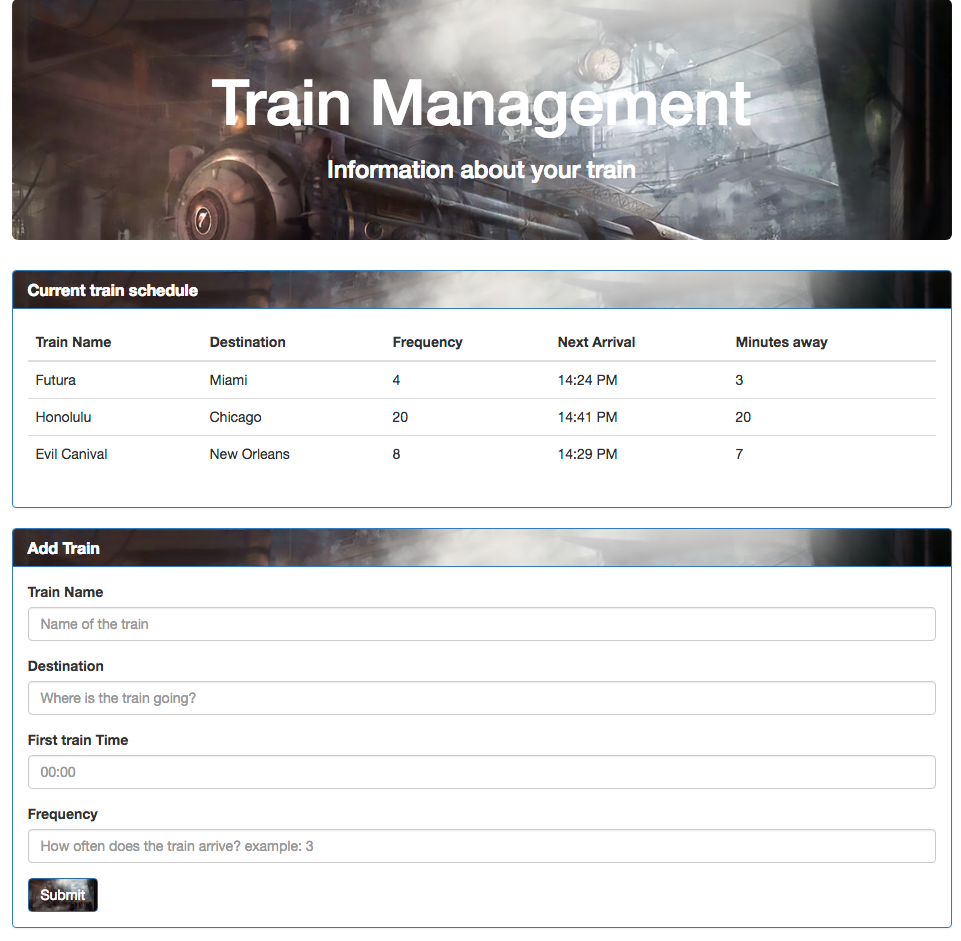 Train Management
Information about your train
7
Current train schedule
Train Name Destination Frequency Next Arrival Minutes away
Futura Miami 4 14:24 PM 3
Honolulu Chicago 20 14:41 PM 20
Evil Canival New Orleans 8 14:29 PM 7
Add Train
Train Name
Name of the train
Destination
Where is the train going?
First train Time
00:00
Frequency
How often does the train arrive? example: 3
Submit